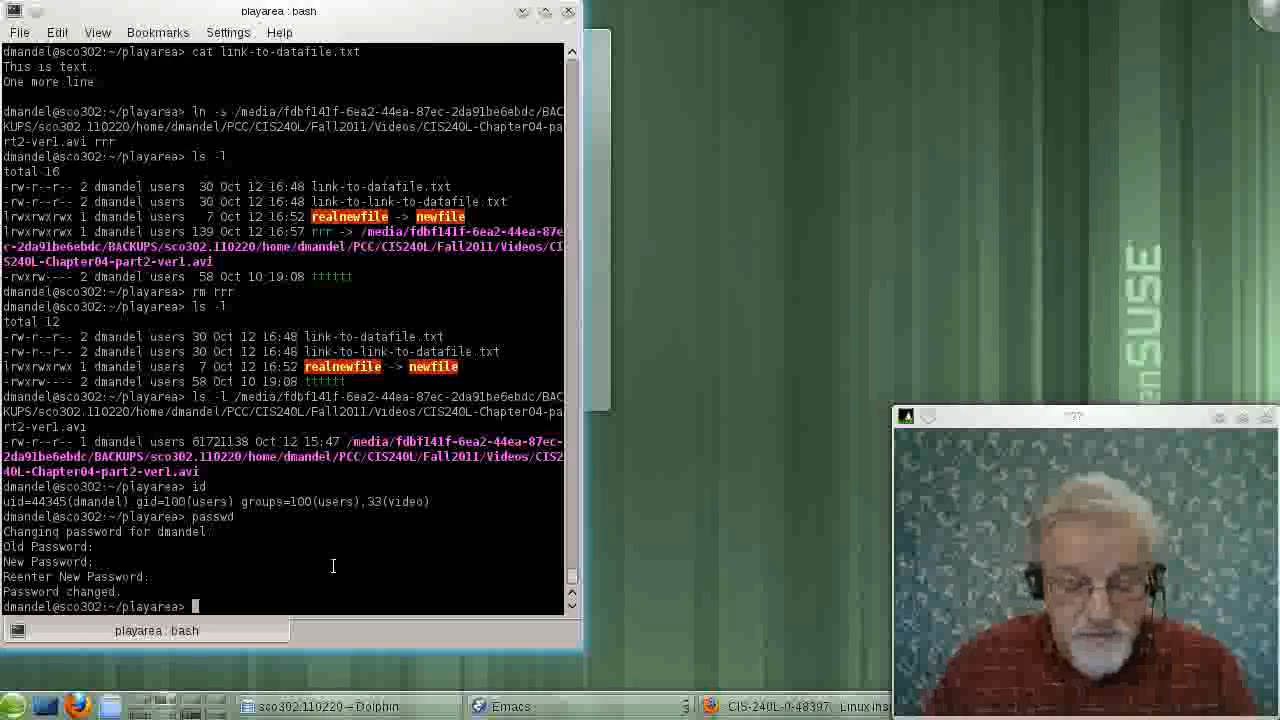 playarea : bash
File Edit View Bookmarks Settings Help
dmandel@sco302:~/playarea> cat link-to-datafile.txt
This is text.
One more line
dmandel@sco302:~/playarea> ln -s /media/fdbf141f-6ea2-44ea-87ec-2da91be6ebdc/BAC
KUPS/sco302.110220/home/dmandel/PCC/CIS240L/Fall2011/Videos/CIS240L-Chapter04-pa
rt2-ver1.avi rrr
dmandel@sco302:~/playarea> ls -l
total 16
-rw-r--r-- 2 dmandel users 30 Oct 12 16:48 link-to-datafile.txt
-rw-r--r-- 2 dmandel users 30 Oct 12 16:48 link-to-link-to-datafile.txt
lrwxrwxrwx 1 dmandel users 7 Oct 12 16:52 realnewfile -> newfile
lrwxrwxrwx 1 dmandel users 139 Oct 12 16:57 rrr -> /media/fdbf141f-6ea2-44ea-87e
c-2da91be6ebdc/BACKUPS/sco302.110220/home/dmandel/PCC/CIS240L/Fall2011/Videos/CI
S240L-Chapter04-part2-ver1.avi
-rwxrw---- 2 dmandel users 58 Oct 10 19:08 tttttt
dmandel@sco302:~/playarea> rm rrr
dmandel@sco302:~/playarea> ls -l
total 12
-rw-r--r-- 2 dmandel users 30 Oct 12 16:48 link-to-datafile.txt
-rw-r--r-- 2 dmandel users 30 Oct 12 16:48 link-to-link-to-datafile.txt
lrwxrwxrwx 1 dmandel users 7 Oct 12 16:52 realnewfile -> newfile
-rwxrw---- 2 dmandel users 58 Oct 10 19:08 tttttt
dmandel@sco302:~/playarea> ls -l /media/fdbf141f-6ea2-44ea-87ec-2da91be6ebdc/BAC
KUPS/sco302.110220/home/dmandel/PCC/CIS240L/Fall2011/Videos/CIS240L-Chapter04-pa
rt2-ver1.avi
-rw-r--r-- 1 dmandel users 61721138 Oct 12 15:47 /media/fdbf141f-6ea2-44ea-87ec-
2da91be6ebdc/BACKUPS/sco302.110220/home/dmandel/PCC/CIS240L/Fall2011/Videos/CIS2
40L-Chapter04-part2-ver1.avi
dmandel@sco302:~/playarea> id
uid=44345(dmandel) gid=100(users) groups=100(users),33(video)
dmandel@sco302:~/playarea> passwd
Changing password for dmandel.
Old Password:
New Password:
Reenter New Password:
Password changed.
dmandel@sco302:~/playarea>
playarea : bash
enSUSE
???
sco302.110220 – Dolphin
Emacs
3
CIS-240L-0-48397, Linux Ins